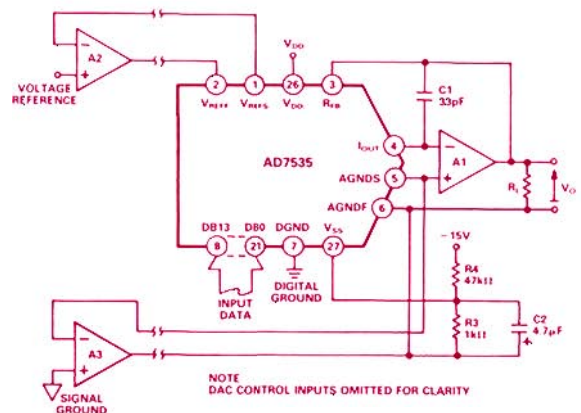 A2
VOLTAGE
REFERENCE
VDD
2
1
26
3
VREFF
VREFS
VDD
RFB
C1
33pF
IOUT
4
A1
AD7535
AGNDS
5
AGNDF
6
RL
VO
DB13
DB0
DGND
VSS
8
21
7
27
-15V
INPUT
DATA
DIGITAL
GROUND
R4
47kΩ
R3
1kΩ
C2
4.7μF
A3
SIGNAL
GROUND
NOTE
DAC CONTROL INPUTS OMITTED FOR CLARITY